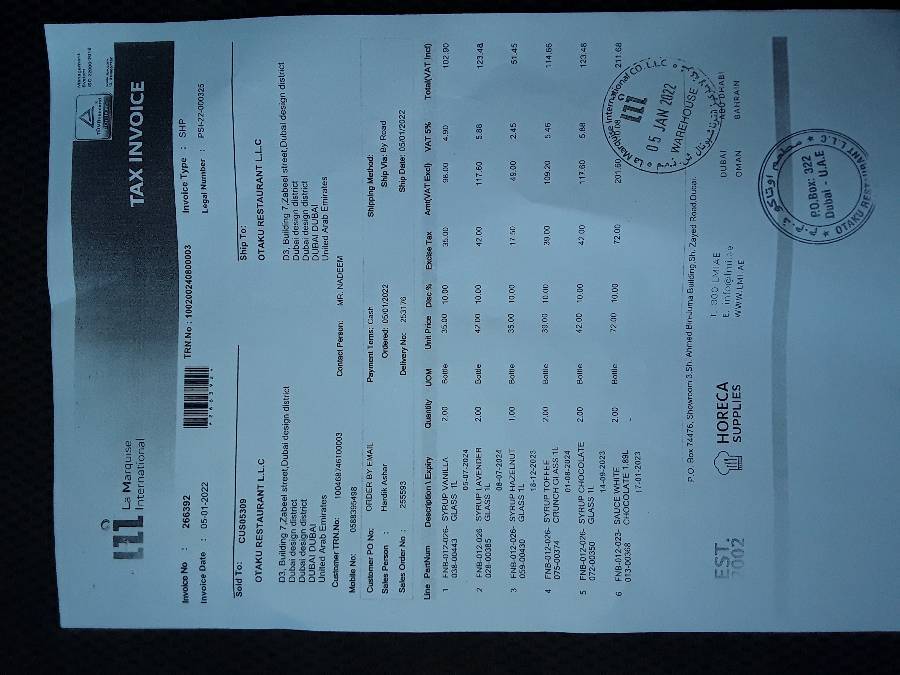 La Marquise
International
TAX INVOICE
Invoice No : 266392
TRN.No : 100200240800003
Invoice Type : SHP
Invoice Date : 05-01-2022
Legal Number : PSI-22-000325
Sold To: CUS05309
OTAKU RESTAURANT L.L.C
D3, Building 7,Zabeel street,Dubai design district
Dubai design district
Dubai design district
DUBAI DUBAI
United Arab Emirates
Customer TRN.No: 100468746100003
Mobile No: 0588395498
Contact Person: MR. NADEEM
Ship To:
OTAKU RESTAURANT L.L.C
D3, Building 7,Zabeel street,Dubai design district
Dubai design district
Dubai design district
DUBAI DUBAI
United Arab Emirates
Customer PO No: ORDER BY EMAIL Payment Terms: Cash Shipping Method:
Sales Person : Hardik Ashar Ordered: 05/01/2022 Ship Via: By Road
Sales Order No : 255593 Delivery No: 253176 Ship Date: 05/01/2022
Line PartNum Description \ Expiry Quantity UOM Unit Price Disc % Excise Tax Amt(VAT Excl) VAT 5% Total(VAT Incl)
1 FNB-012-026- SYRUP VANILLA 2.00 Bottle 35.00 10.00 35.00 98.00 4.90 102.90
038-00443 GLASS 1L
05-07-2024
2 FNB-012-026- SYRUP LAVENDER 2.00 Bottle 42.00 10.00 42.00 117.60 5.88 123.48
028-00385 GLASS 1L
08-07-2024
3 FNB-012-026- SYRUP HAZELNUT 1.00 Bottle 35.00 10.00 17.50 49.00 2.45 51.45
059-00430 GLASS 1L
18-12-2023
4 FNB-012-026- SYRUP TOFFEE 2.00 Bottle 39.00 10.00 39.00 109.20 5.46 114.66
075-00374 CRUNCH GLASS 1L
01-08-2024
5 FNB-012-026- SYRUP CHOCOLATE 2.00 Bottle 42.00 10.00 42.00 117.60 5.88 123.48
072-00350 GLASS 1L
14-09-2023
6 FNB-012-023- SAUCE WHITE 2.00 Bottle 72.00 10.00 72.00 201.60 10.08 211.68
013-00368 CHOCOLATE 1.89L
17-01-2023
La Marquise International CO. L.L.C
05 JAN 2022
WAREHOUSE
P.O. Box 74476, Showroom 3,Sh. Ahmed Bin Juma Building,Sh. Zayed Road,Dubai.
EST.
2002
HORECA
SUPPLIES
T. 800 LMI.AE
E. info@lmi.ae
WWW.LMI.AE
DUBAI ABU DHABI
OMAN BAHRAIN
P.O.Box: 322
Dubai - U.A.E
OTAKU RESTAURANT L.L.C